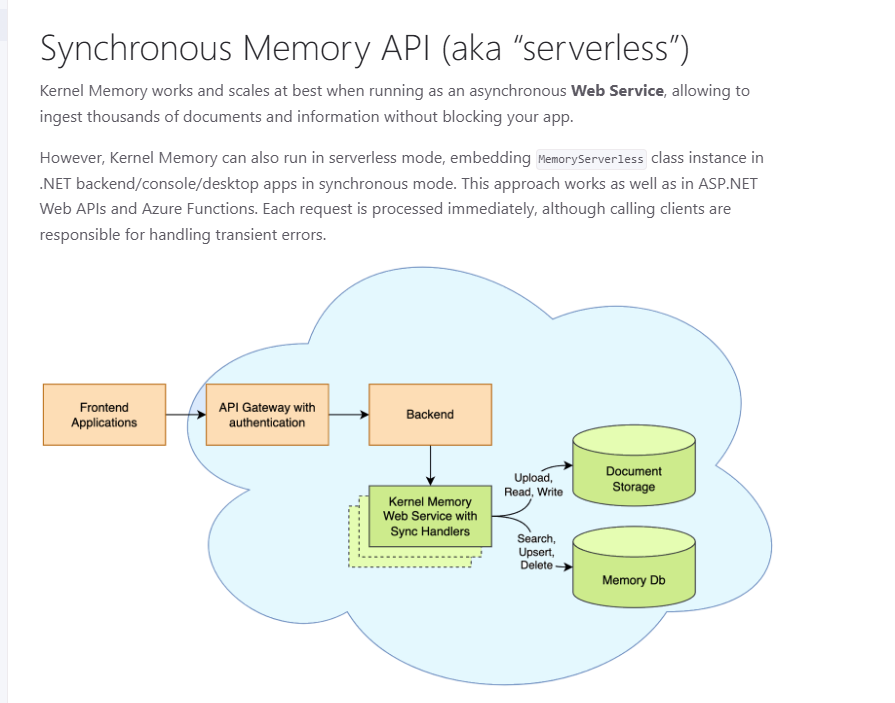 Synchronous Memory API (aka “serverless”)
Kernel Memory works and scales at best when running as an asynchronous Web Service, allowing to
ingest thousands of documents and information without blocking your app.
However, Kernel Memory can also run in serverless mode, embedding MemoryServerless class instance in
.NET backend/console/desktop apps in synchronous mode. This approach works as well as in ASP.NET
Web APIs and Azure Functions. Each request is processed immediately, although calling clients are
responsible for handling transient errors.
Frontend
Applications
API Gateway with
authentication
Backend
Kernel Memory
Web Service with
Sync Handlers
Upload,
Read, Write
Document
Storage
Search,
Upsert,
Delete
Memory Db